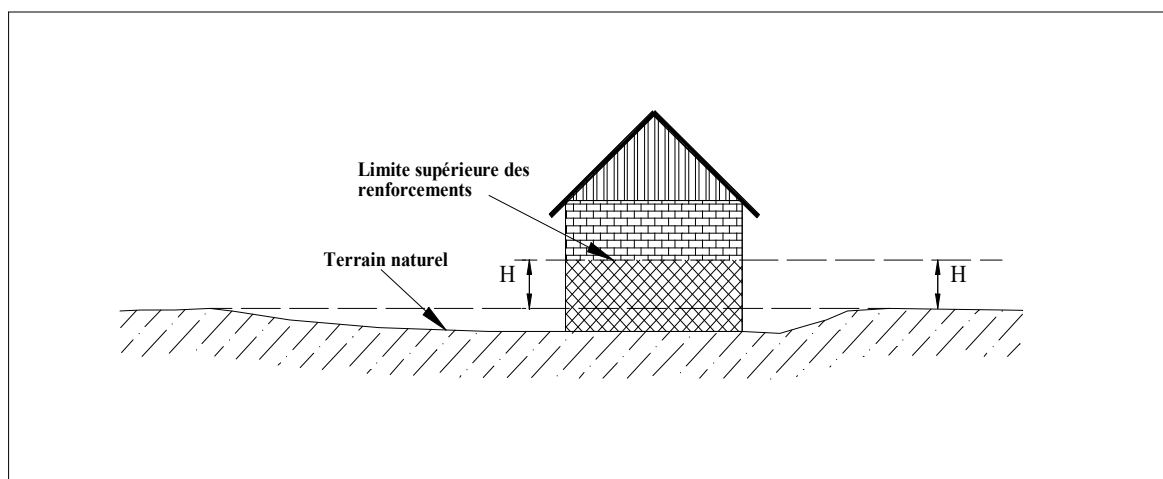 Limite supérieure des
renforcements
Terrain naturel
H
H